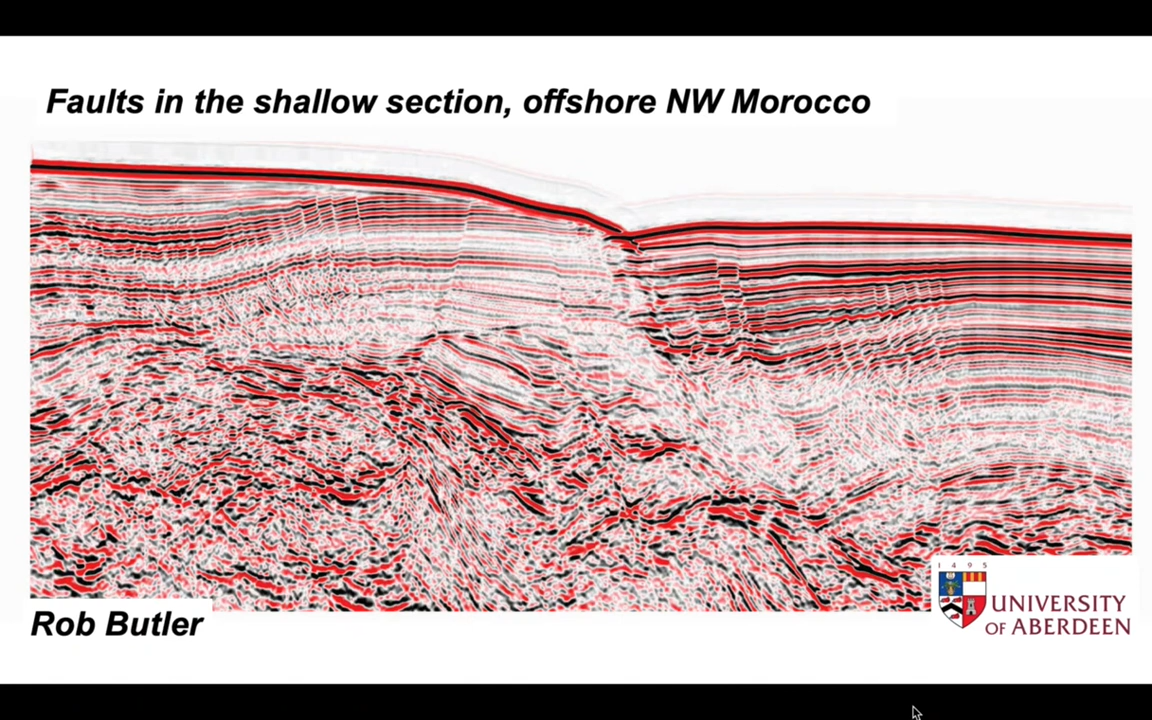 Faults in the shallow section, offshore NW Morocco
Rob Butler
1495
UNIVERSITY
OF ABERDEEN